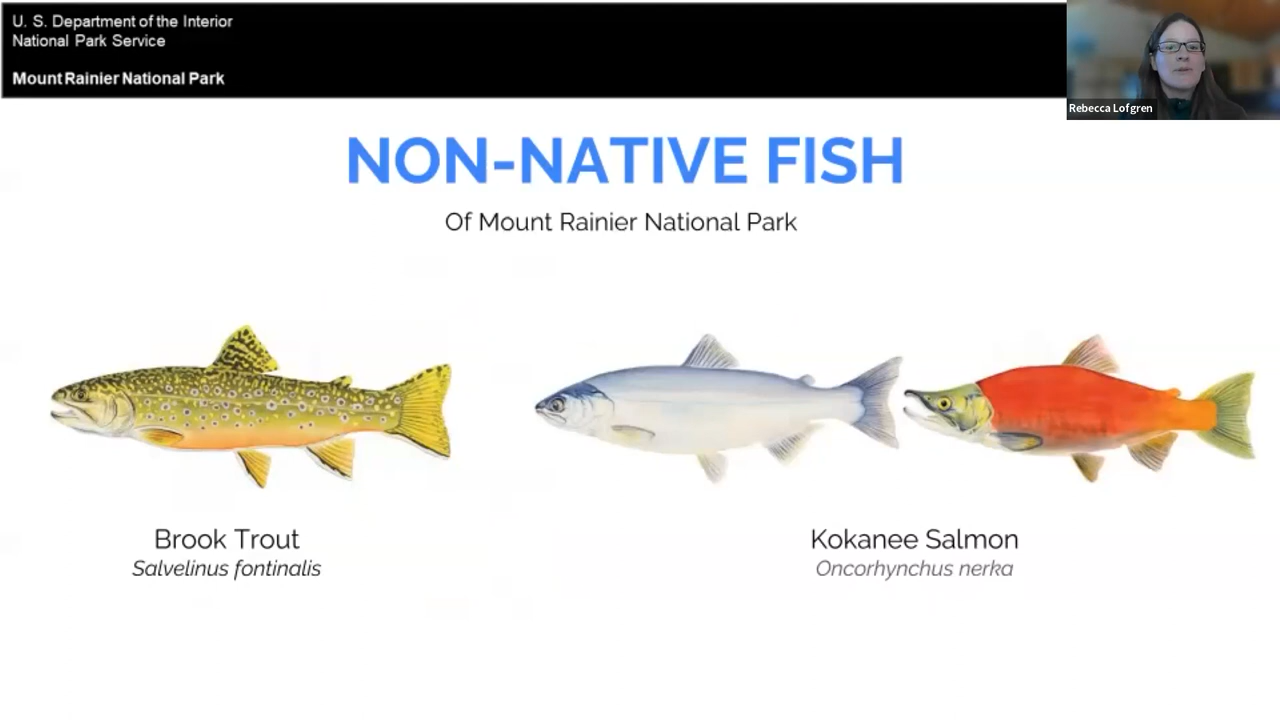 U. S. Department of the Interior
National Park Service
Mount Rainier National Park
Rebecca Lofgren
NON-NATIVE FISH
Of Mount Rainier National Park
Brook Trout
Salvelinus fontinalis
Kokanee Salmon
Oncorhynchus nerka